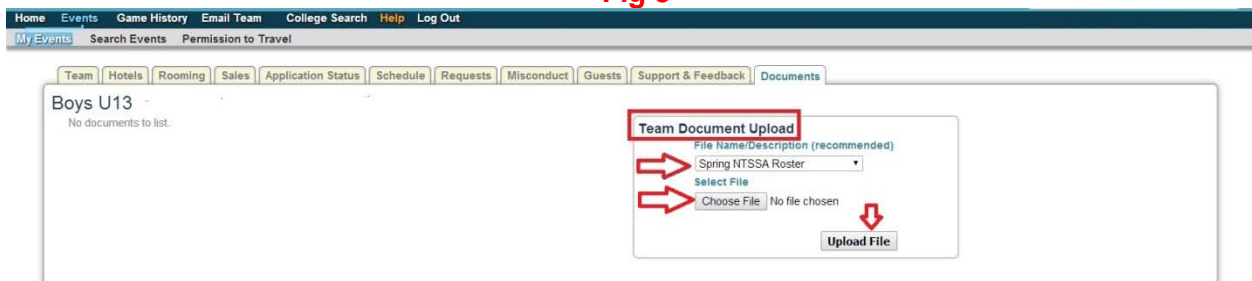 Home Events Game History Email Team College Search Help Log Out
My Events Search Events Permission to Travel
Team Hotels Rooming Sales Application Status Schedule Requests Misconduct Guests Support & Feedback Documents
Boys U13
No documents to list.
Team Document Upload
File Name/Description (recommended)
Spring NTSSA Roster
Select File
Choose File No file chosen
Upload File